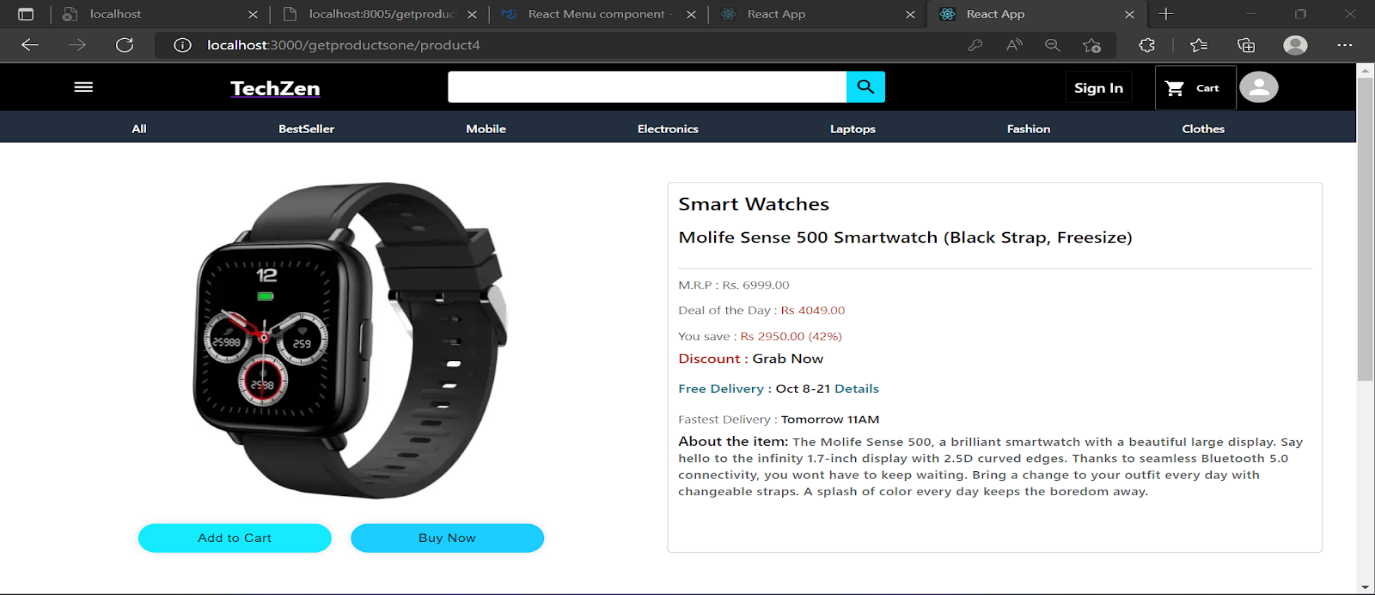 localhost
localhost:8005/getproduc
React Menu component -
React App
React App
localhost:3000/getproductsone/product4
TechZen
Sign In
Cart
All
BestSeller
Mobile
Electronics
Laptops
Fashion
Clothes
12
25988
259
2598
Add to Cart
Buy Now
Smart Watches
Molife Sense 500 Smartwatch (Black Strap, Freesize)
M.R.P : Rs. 6999.00
Deal of the Day : Rs 4049.00
You save : Rs 2950.00 (42%)
Discount : Grab Now
Free Delivery : Oct 8-21 Details
Fastest Delivery : Tomorrow 11AM
About the item: The Molife Sense 500, a brilliant smartwatch with a beautiful large display. Say
hello to the infinity 1.7-inch display with 2.5D curved edges. Thanks to seamless Bluetooth 5.0
connectivity, you wont have to keep waiting. Bring a change to your outfit every day with
changeable straps. A splash of color every day keeps the boredom away.